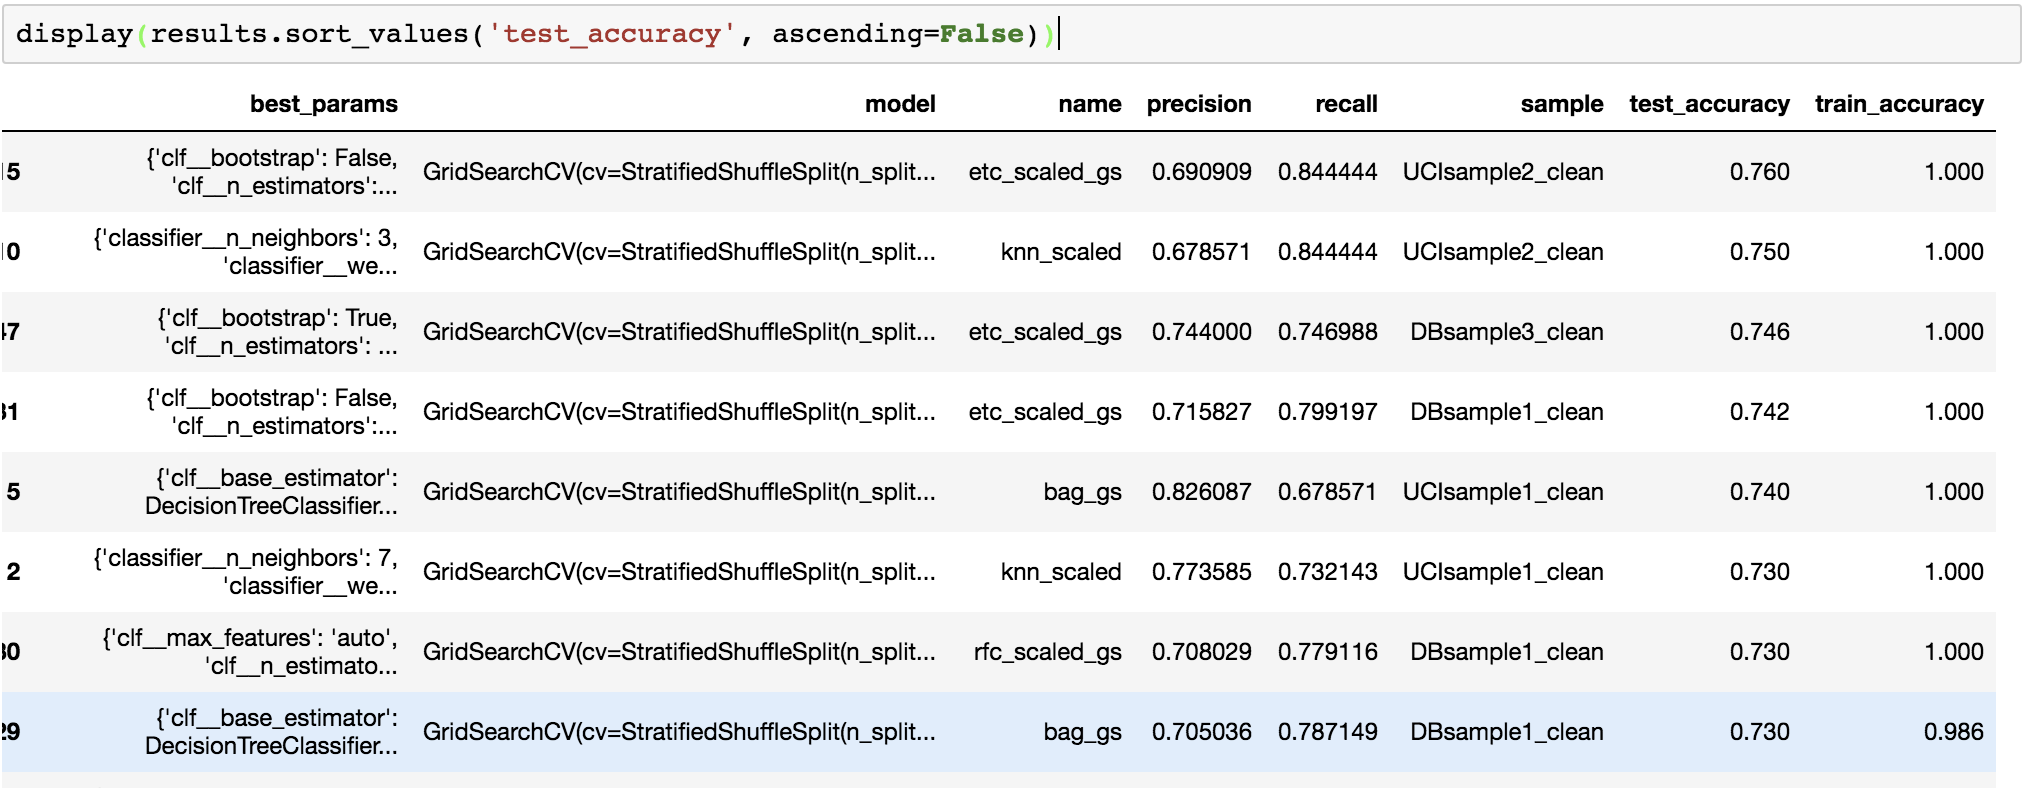 display(results.sort_values('test_accuracy', ascending=False))
best_params model name precision recall sample test_accuracy train_accuracy
{'clf__bootstrap': False,
15 'clf__n_estimators':... GridSearchCV(cv=StratifiedShuffleSplit(n_split... etc_scaled_gs 0.690909 0.844444 UCIsample2_clean 0.760 1.000
{'classifier__n_neighbors': 3,
10 'classifier__we... GridSearchCV(cv=StratifiedShuffleSplit(n_split... knn_scaled 0.678571 0.844444 UCIsample2_clean 0.750 1.000
{'clf__bootstrap': True,
47 'clf__n_estimators': ... GridSearchCV(cv=StratifiedShuffleSplit(n_split... etc_scaled_gs 0.744000 0.746988 DBsample3_clean 0.746 1.000
{'clf__bootstrap': False,
31 'clf__n_estimators':... GridSearchCV(cv=StratifiedShuffleSplit(n_split... etc_scaled_gs 0.715827 0.799197 DBsample1_clean 0.742 1.000
{'clf__base_estimator':
5 DecisionTreeClassifier... GridSearchCV(cv=StratifiedShuffleSplit(n_split... bag_gs 0.826087 0.678571 UCIsample1_clean 0.740 1.000
{'classifier__n_neighbors': 7,
2 'classifier__we... GridSearchCV(cv=StratifiedShuffleSplit(n_split... knn_scaled 0.773585 0.732143 UCIsample1_clean 0.730 1.000
{'clf__max_features': 'auto',
30 'clf__n_estimato... GridSearchCV(cv=StratifiedShuffleSplit(n_split... rfc_scaled_gs 0.708029 0.779116 DBsample1_clean 0.730 1.000
{'clf__base_estimator':
29 DecisionTreeClassifier... GridSearchCV(cv=StratifiedShuffleSplit(n_split... bag_gs 0.705036 0.787149 DBsample1_clean 0.730 0.986